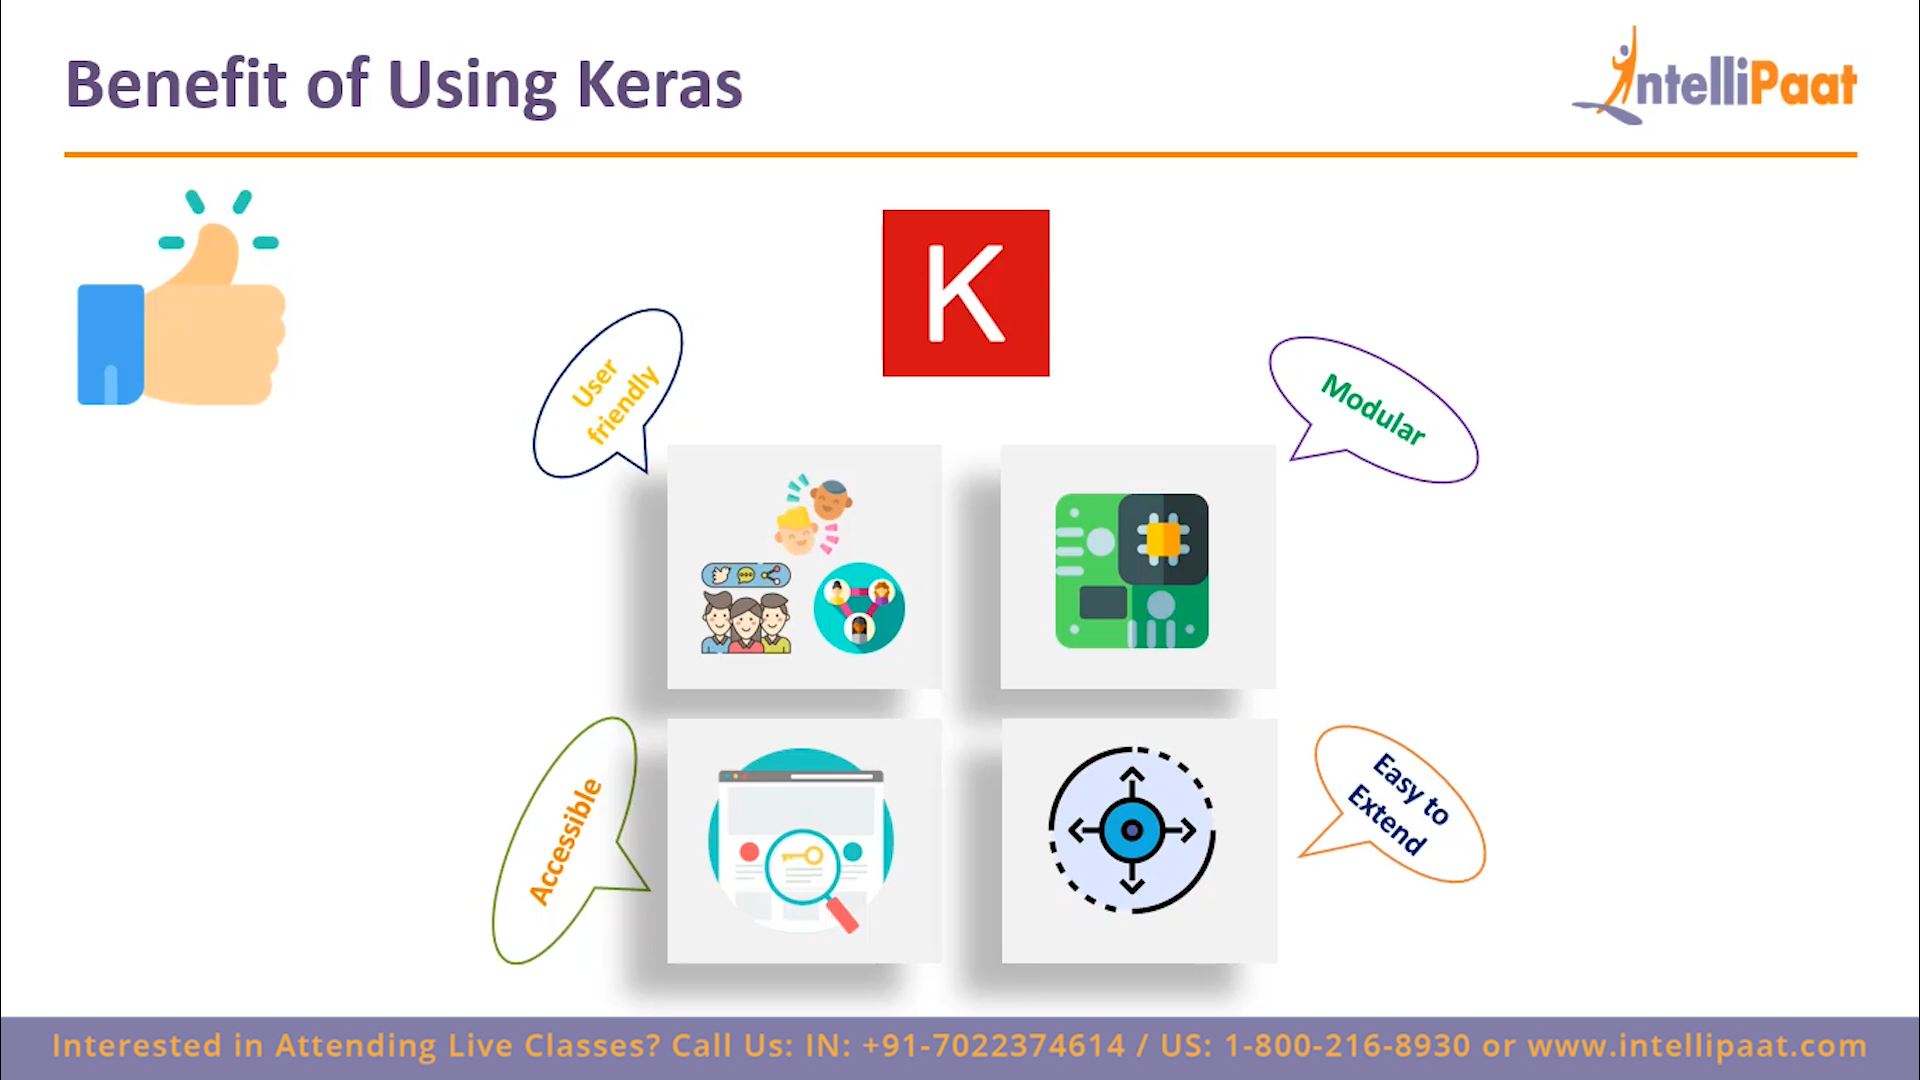 Benefit of Using Keras
IntelliPaat
K
User
friendly
Modular
Accessible
Easy to
Extend
Interested in Attending Live Classes? Call Us: IN: +91-7022374614 / US: 1-800-216-8930 or www.intellipaat.com